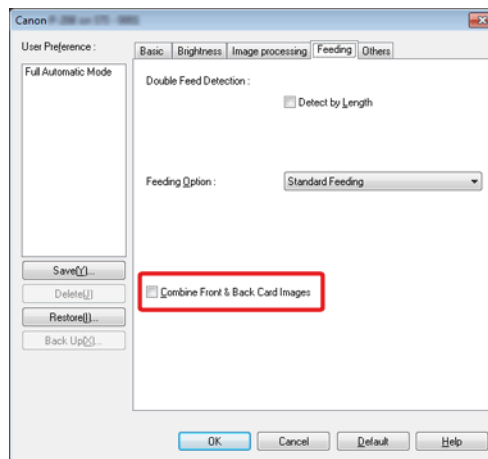 Canon
User Preference :
Full Automatic Mode
Save(Y)...
Delete(J)
Restore(I)...
Back Up(X)...
Basic Brightness Image processing Feeding Others
Double Feed Detection :
Detect by Length
Feeding Option : Standard Feeding
Combine Front & Back Card Images
OK Cancel Default Help